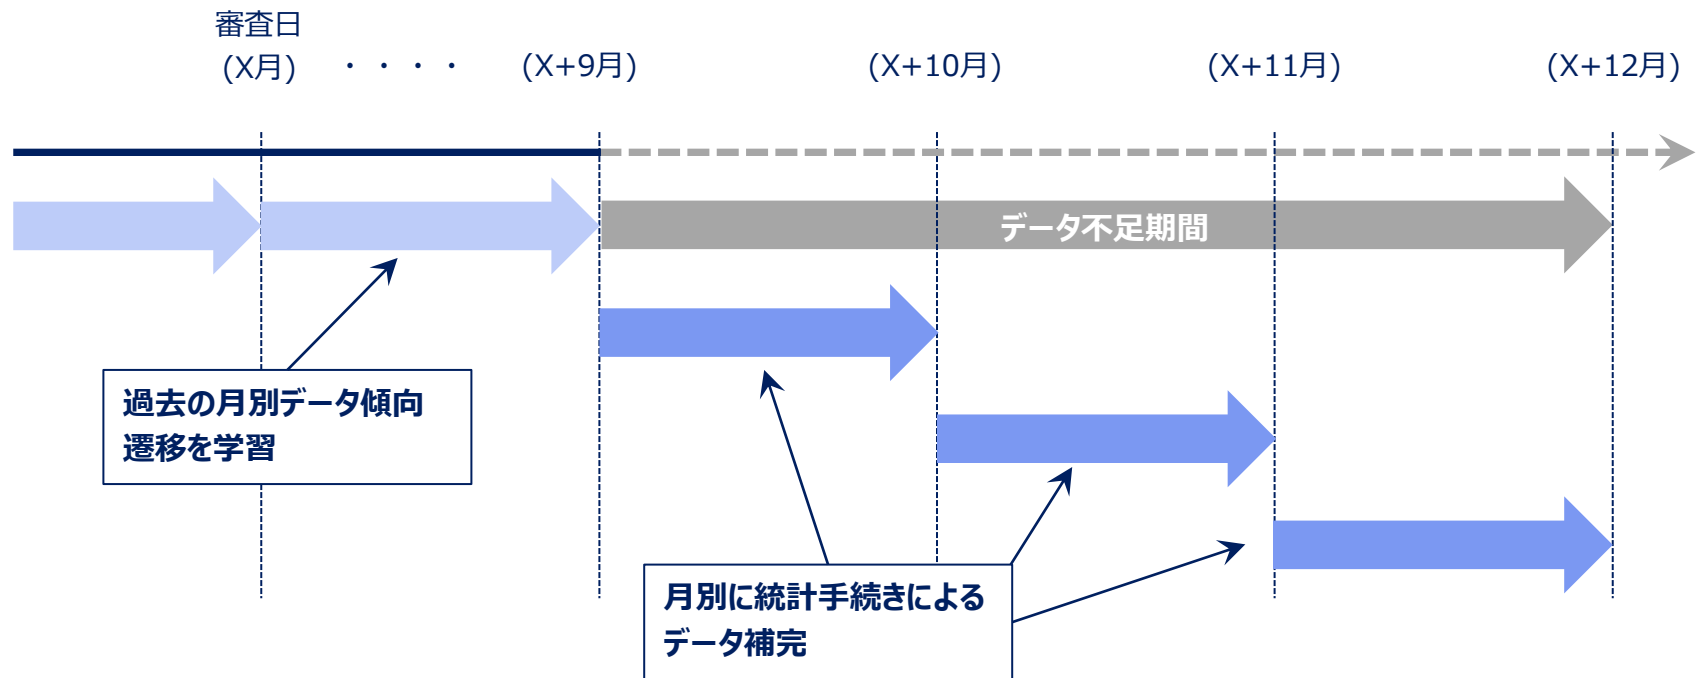 審査日
(X月) ・・・・ (X+9月) (X+10月) (X+11月) (X+12月)
データ不足期間
過去の月別データ傾向
遷移を学習
月別に統計手続きによる
データ補完